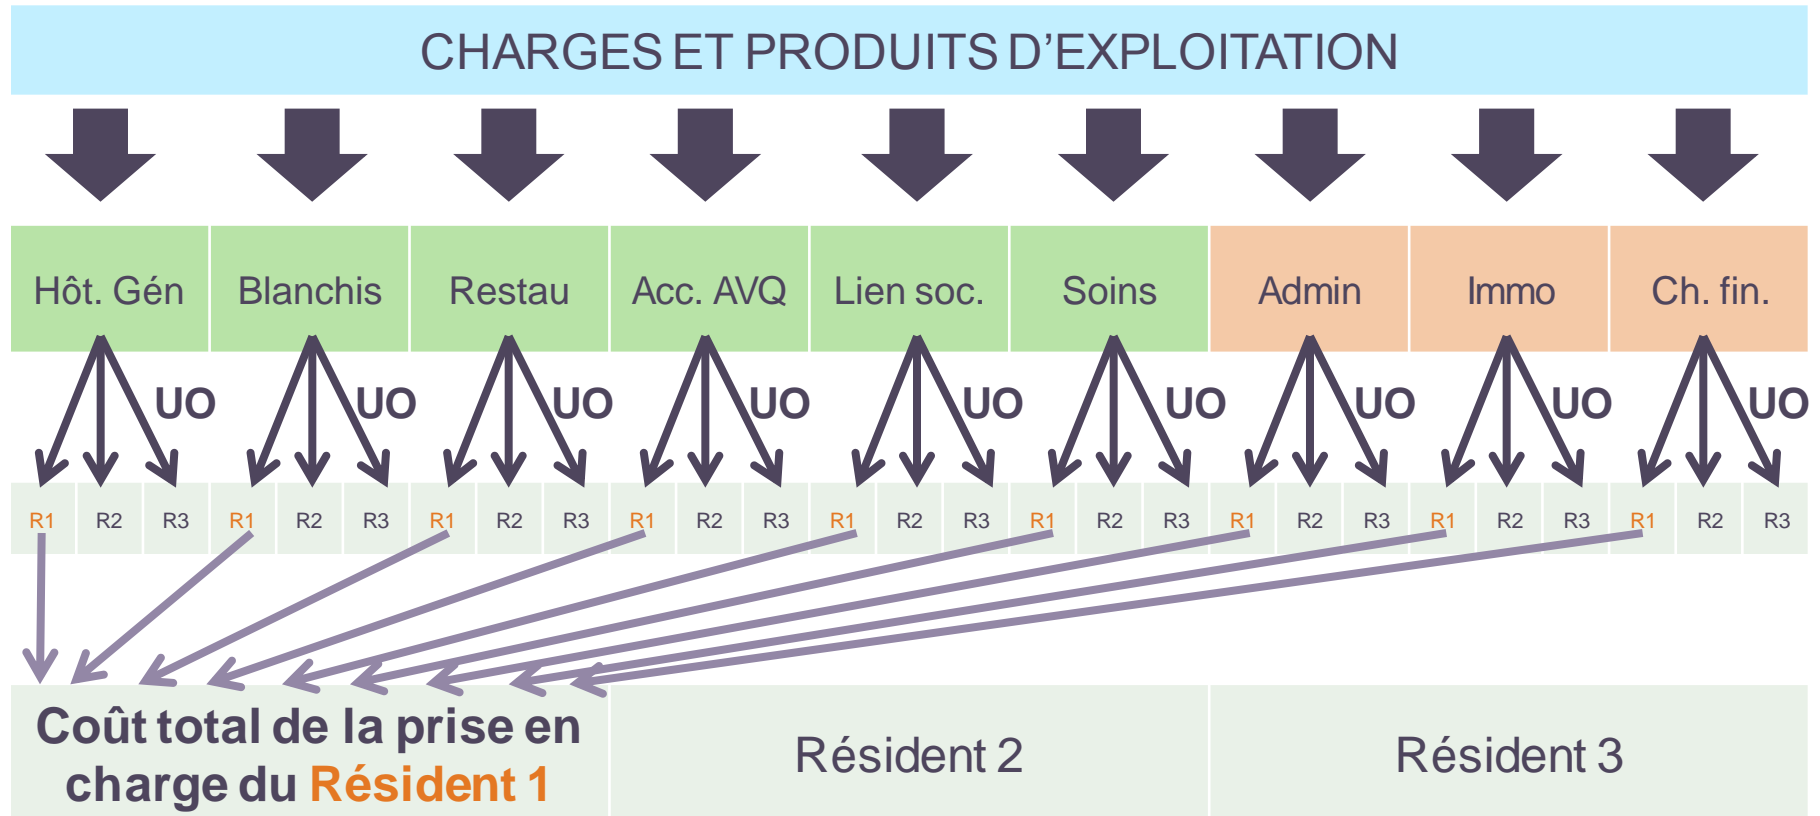 CHARGES ET PRODUITS D'EXPLOITATION
Hôt. Gén Blanchis Restau Acc. AVQ Lien soc. Soins Admin Immo Ch. fin.
UO UO UO UO UO UO UO UO UO
R1 R2 R3 R1 R2 R3 R1 R2 R3 R1 R2 R3 R1 R2 R3 R1 R2 R3 R1 R2 R3 R1 R2 R3 R1 R2 R3
Coût total de la prise en
charge du Résident 1
Résident 2
Résident 3